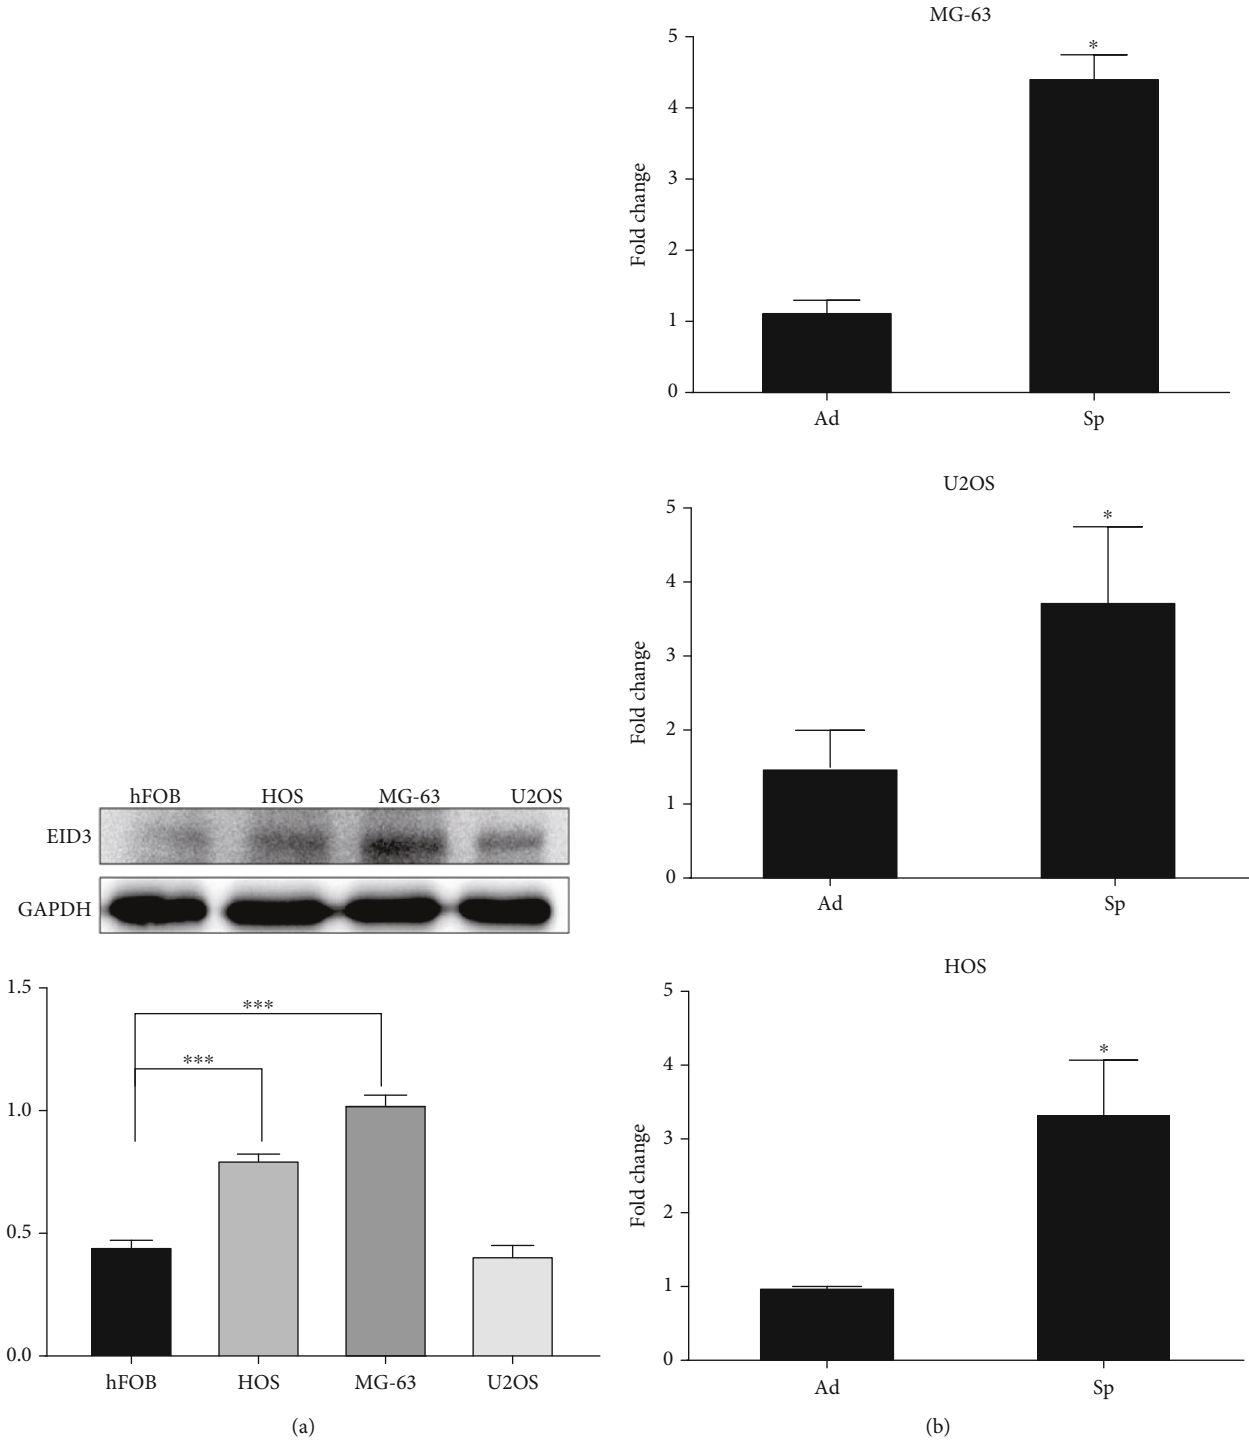 hFOB HOS MG-63 U2OS
EID3
GAPDH
1.5
1.0
0.5
0.0
***
***
hFOB HOS MG-63 U2OS
(a)
MG-63
Fold change
5
4
3
2
1
0
*
Ad Sp
U2OS
Fold change
5
4
3
2
1
0
*
Ad Sp
HOS
Fold change
5
4
3
2
1
0
*
Ad Sp
(b)